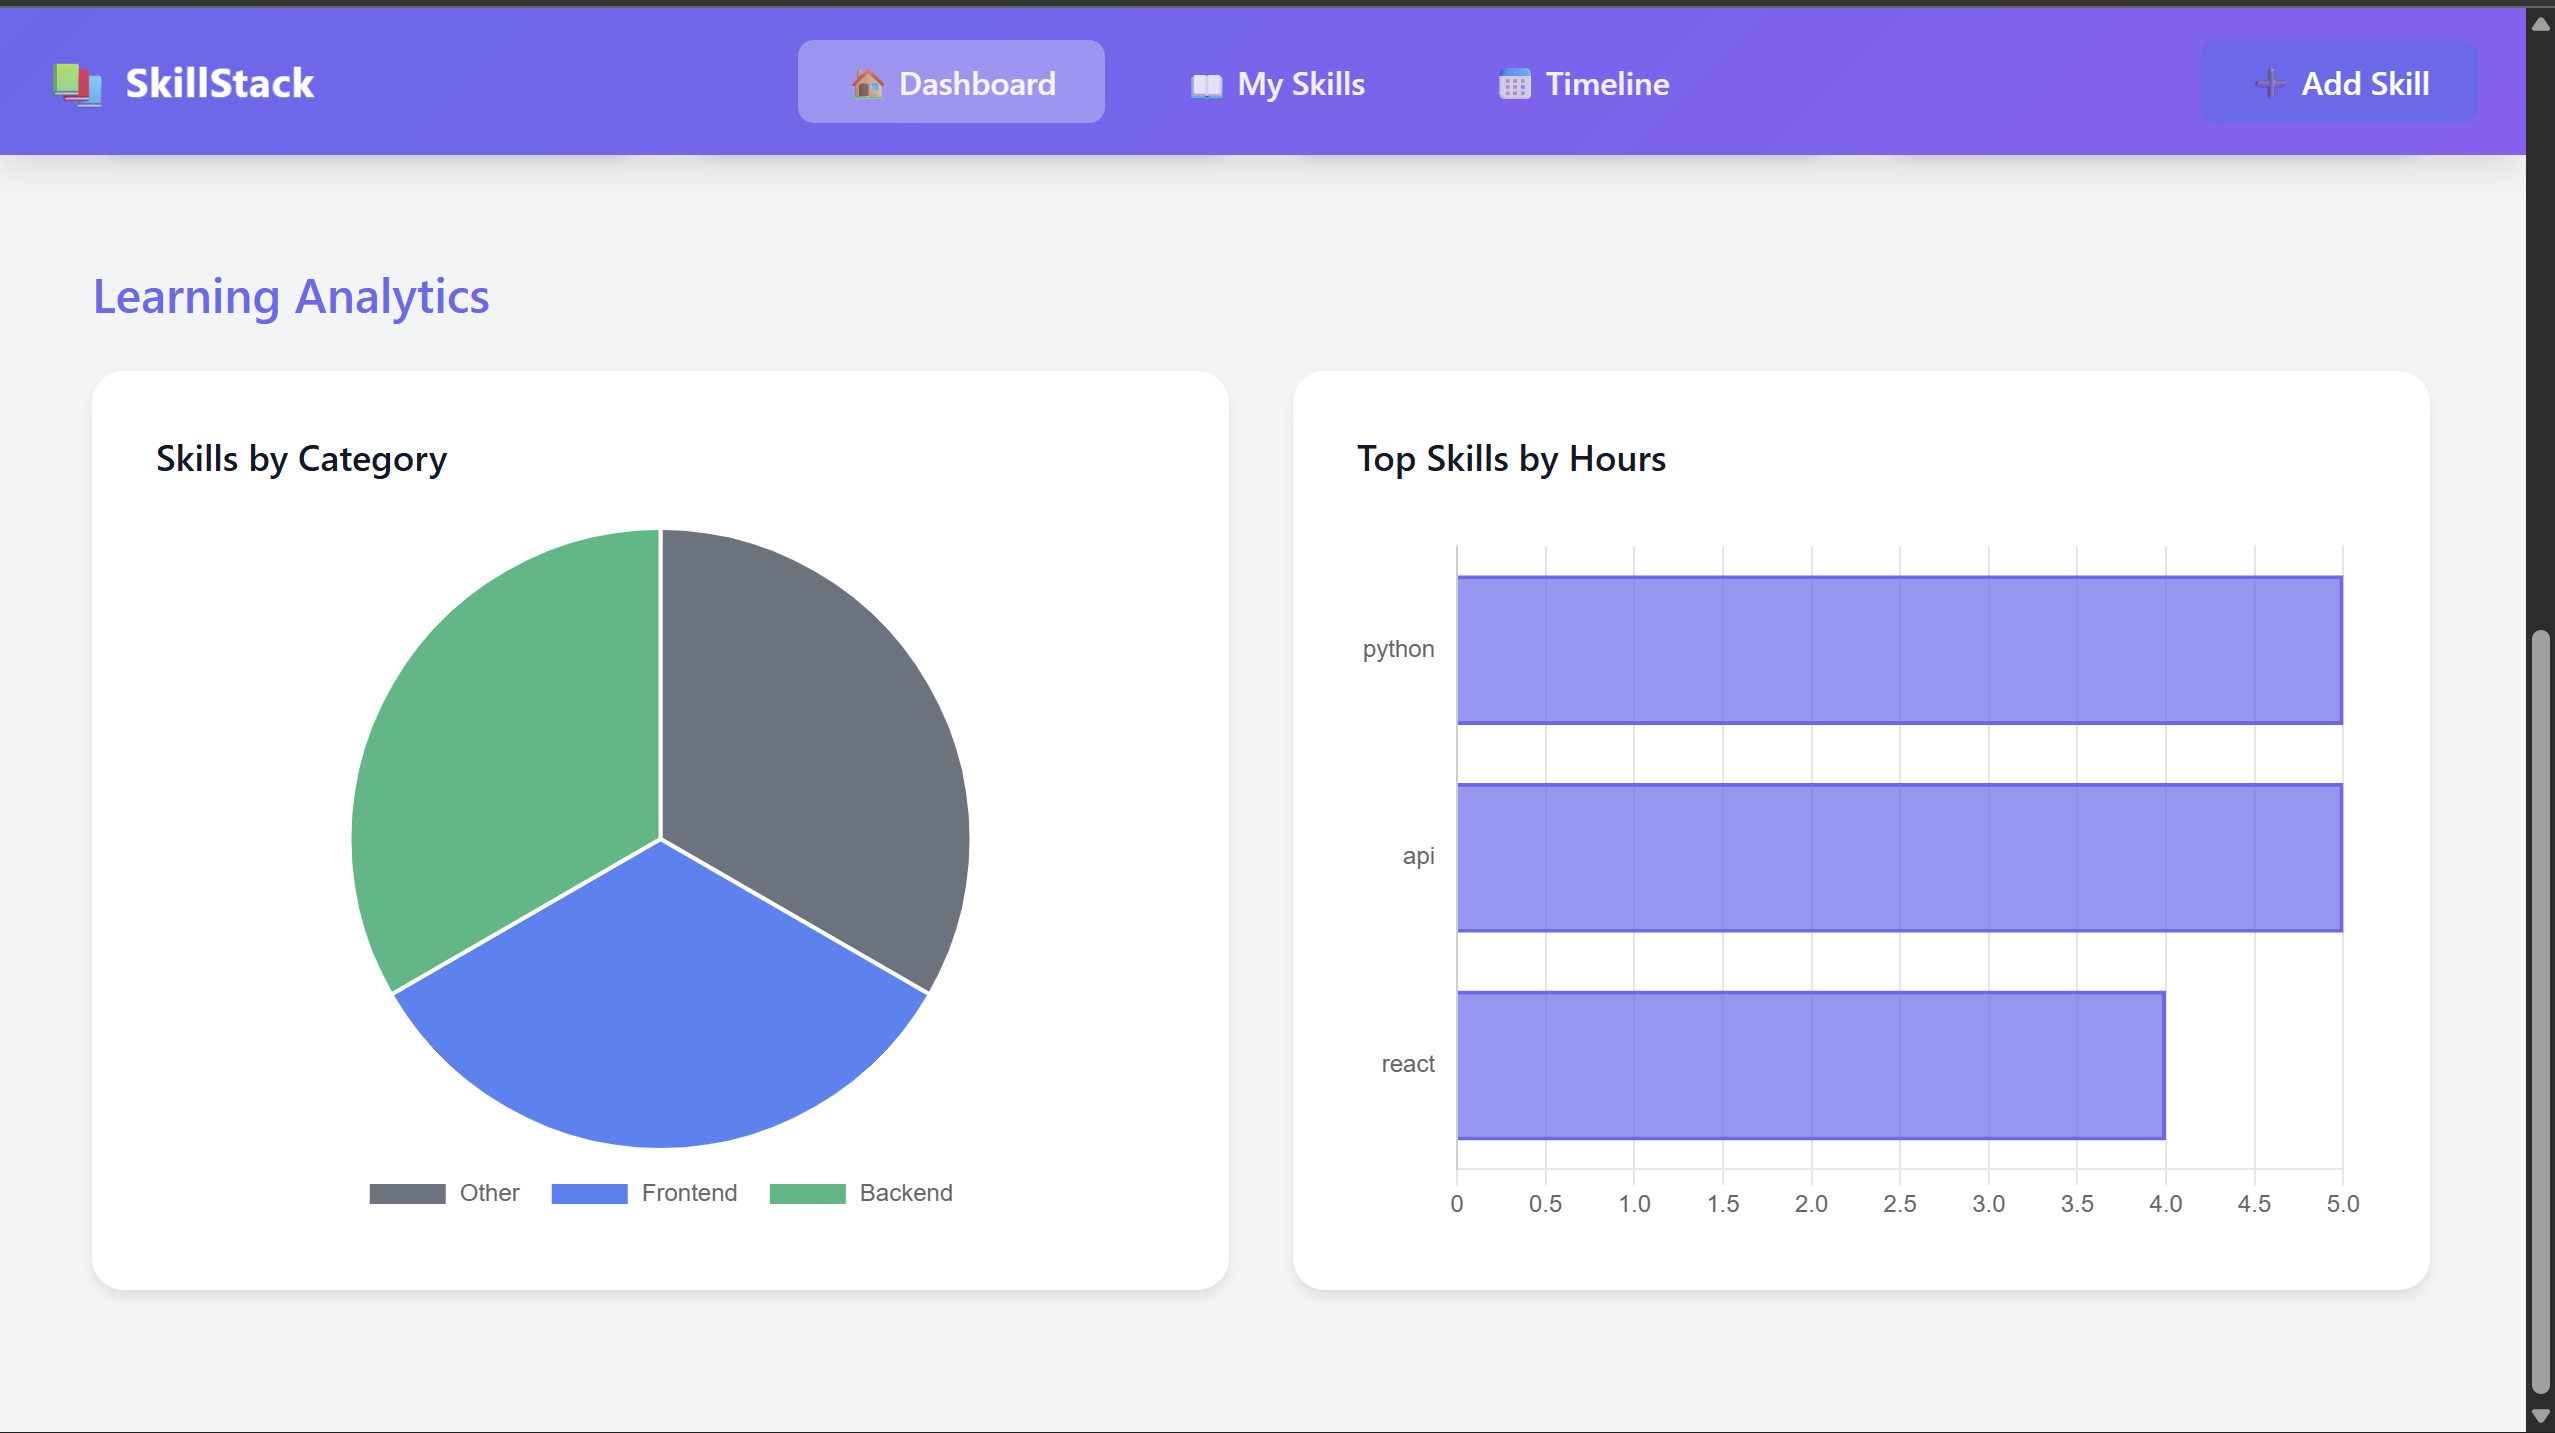 SkillStack
Dashboard
My Skills
Timeline
Add Skill
Learning Analytics
Skills by Category
Other Frontend Backend
Top Skills by Hours
python
api
react
0 0.5 1.0 1.5 2.0 2.5 3.0 3.5 4.0 4.5 5.0